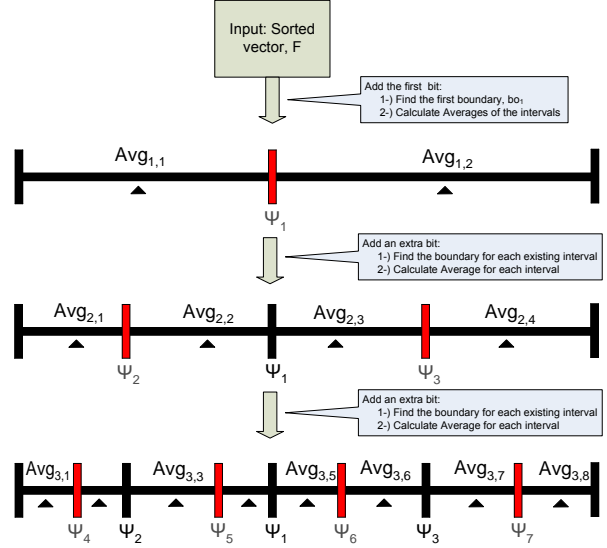 Input: Sorted
vector, F
Add the first bit:
1-) Find the first boundary, bo₁
2-) Calculate Averages of the intervals
Avg₁,₁
Avg₁,₂
Ψ₁
Add an extra bit:
1-) Find the boundary for each existing interval
2-) Calculate Average for each interval
Avg₂,₁
Avg₂,₂
Avg₂,₃
Avg₂,₄
Ψ₂
Ψ₁
Ψ₃
Add an extra bit:
1-) Find the boundary for each existing interval
2-) Calculate Average for each interval
Avg₃,₁
Avg₃,₃
Avg₃,₅
Avg₃,₆
Avg₃,₇
Avg₃,₈
Ψ₄
Ψ₂
Ψ₅
Ψ₁
Ψ₆
Ψ₃
Ψ₇